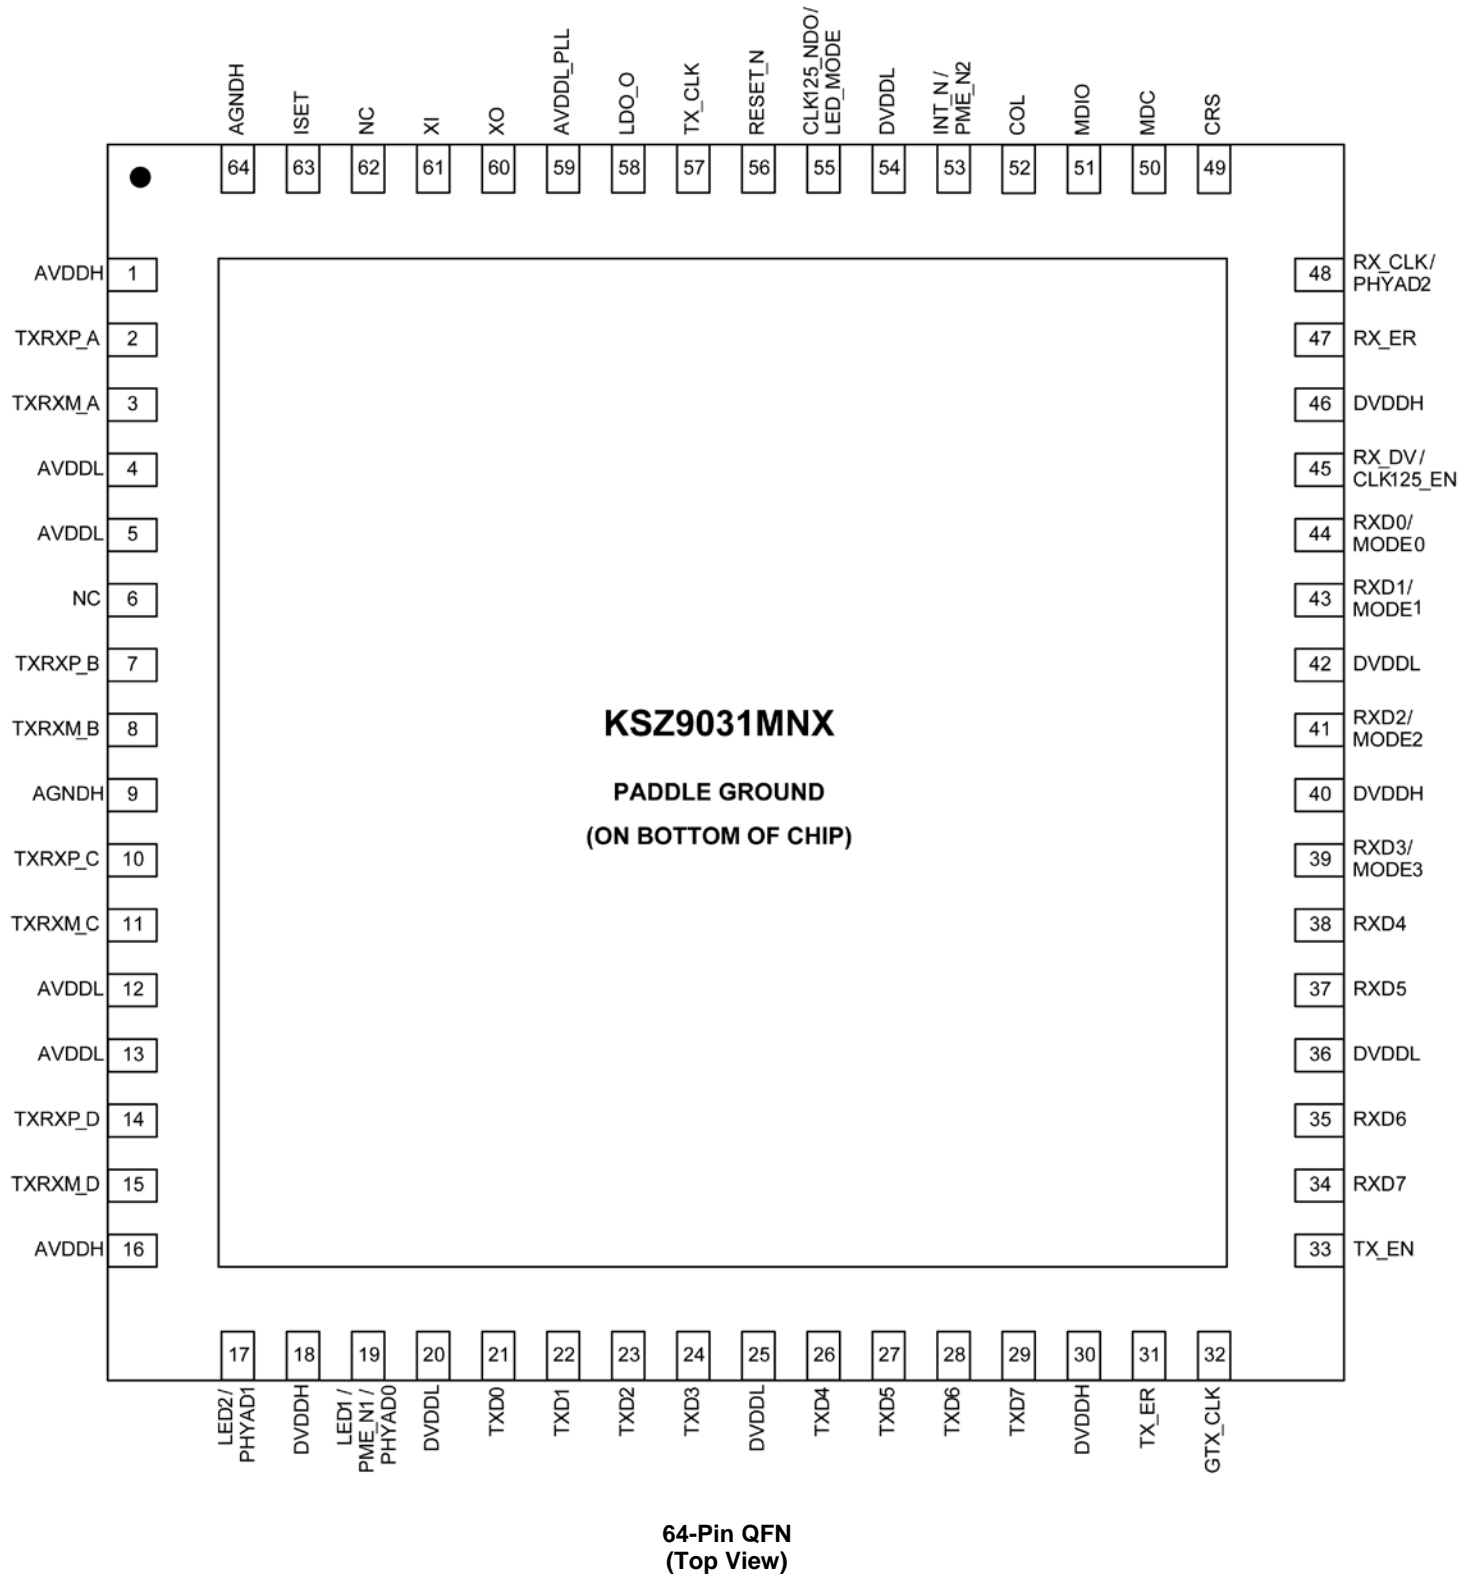 AGNDH
ISET
NC
XI
XO
AVDDL_PLL
LDO_O
TX_CLK
RESET_N
CLK125_NDO/
LED_MODE
DVDDL
INT_N /
PME_N2
COL
MDIO
MDC
CRS
64
63
62
61
60
59
58
57
56
55
54
53
52
51
50
49
AVDDH 1
TXRXP_A 2
TXRXM_A 3
AVDDL 4
AVDDL 5
NC 6
TXRXP_B 7
TXRXM_B 8
AGNDH 9
TXRXP_C 10
TXRXM_C 11
AVDDL 12
AVDDL 13
TXRXP_D 14
TXRXM_D 15
AVDDH 16
KSZ9031MNX
PADDLE GROUND
(ON BOTTOM OF CHIP)
48 RX_CLK/
PHYAD2
47 RX_ER
46 DVDDH
45 RX_DV /
CLK125_EN
44 RXD0/
MODE0
43 RXD1/
MODE1
42 DVDDL
41 RXD2/
MODE2
40 DVDDH
39 RXD3/
MODE3
38 RXD4
37 RXD5
36 DVDDL
35 RXD6
34 RXD7
33 TX_EN
17
18
19
20
21
22
23
24
25
26
27
28
29
30
31
32
LED2 /
PHYAD1
DVDDH
LED1 /
PME_N1 /
PHYAD0
DVDDL
TXD0
TXD1
TXD2
TXD3
DVDDL
TXD4
TXD5
TXD6
TXD7
DVDDH
TX_ER
GTX_CLK
64-Pin QFN
(Top View)